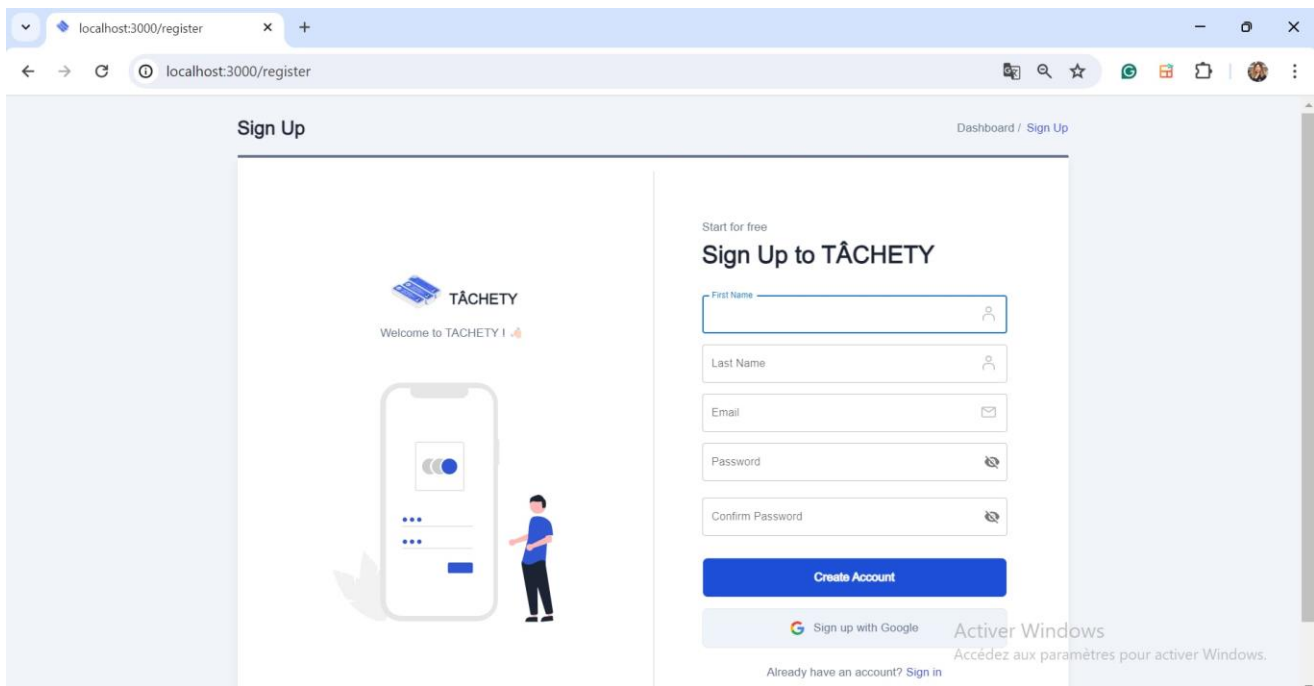 localhost:3000/register
localhost:3000/register
Sign Up
Dashboard / Sign Up
TÂCHETY
Welcome to TACHETY !
Start for free
Sign Up to TÂCHETY
First Name
Last Name
Email
Password
Confirm Password
Create Account
Sign up with Google
Already have an account? Sign in
Activer Windows
Accédez aux paramètres pour activer Windows.